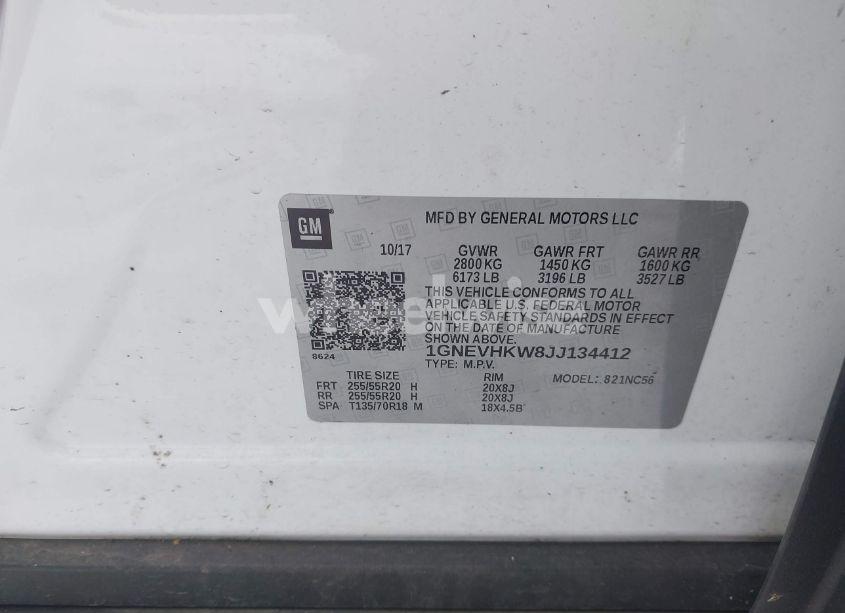 GM
MFD BY GENERAL MOTORS LLC
10/17 GVWR GAWR FRT GAWR RR
2800 KG 1450 KG 1600 KG
6173 LB 3196 LB 3527 LB
THIS VEHICLE CONFORMS TO ALL
APPLICABLE U.S. FEDERAL MOTOR
VEHICLE SAFETY STANDARDS IN EFFECT
ON THE DATE OF MANUFACTURE
SHOWN ABOVE.
1GNEVHKW8JJ134412
8624
TYPE: M.P.V.
TIRE SIZE RIM MODEL: 821NC56
FRT 255/55R20 H 20X8J
RR 255/55R20 H 20X8J
SPA T135/70R18 M 18X4.5B